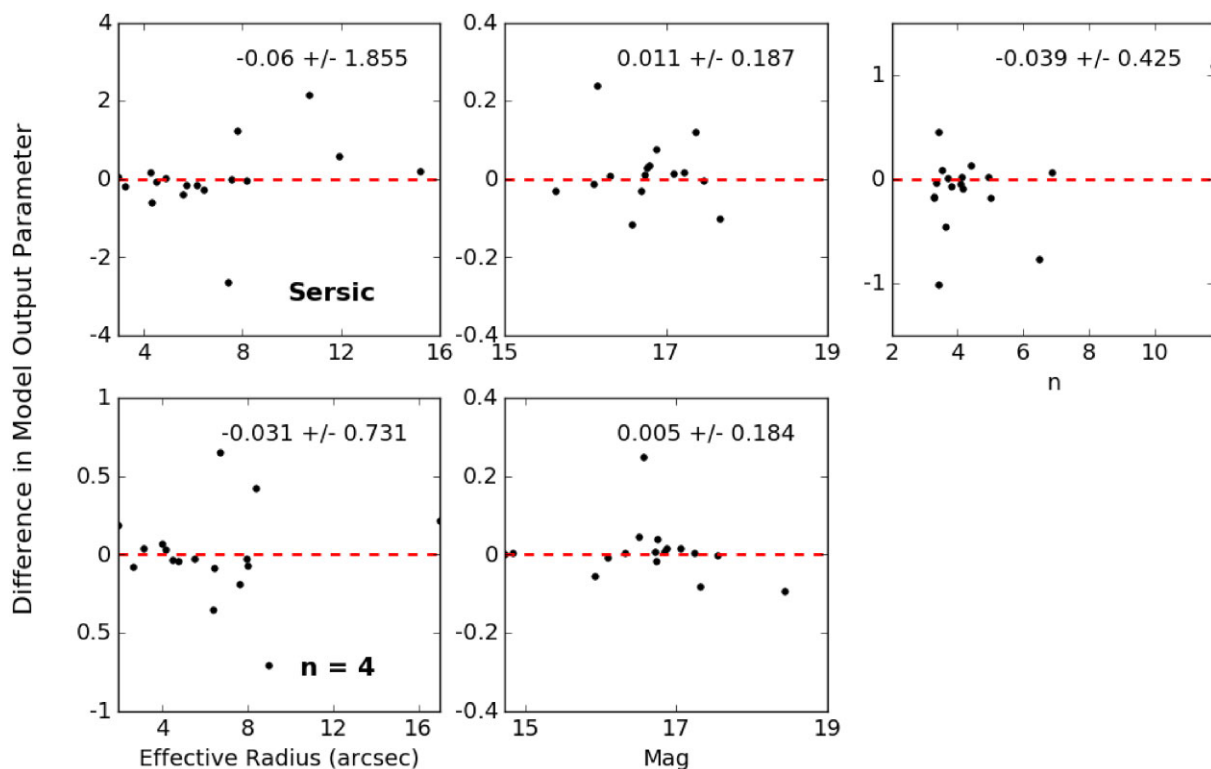 Difference in Model Output Parameter
4
2
0
-2
-4
-0.06 +/- 1.855
Sersic
4 8 12 16
0.4
0.2
0
-0.2
-0.4
0.011 +/- 0.187
15 17 19
1
0
-1
-0.039 +/- 0.425
2 4 6 8 10
n
1
0.5
0
0.5
-1
-0.031 +/- 0.731
n = 4
4 8 12 16
Effective Radius (arcsec)
0.4
0.2
0
-0.2
-0.4
0.005 +/- 0.184
15 17 19
Mag